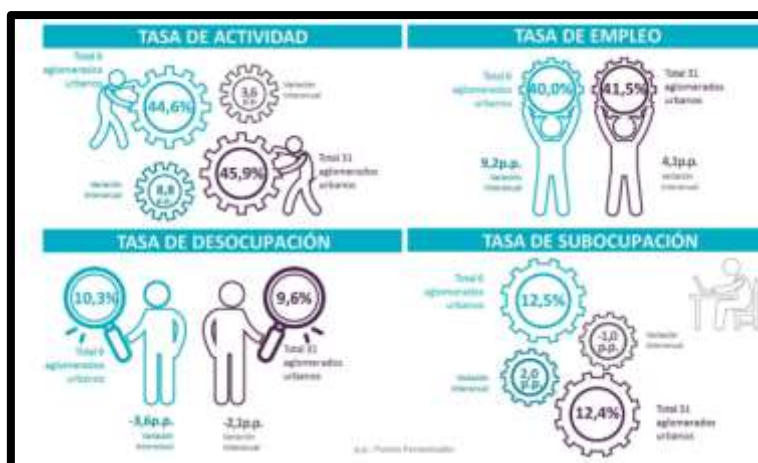 TASA DE ACTIVIDAD
Total
aglomerados
urbanos
44,6%
3,6
p.p.
Variación
Interanual
Variación
Interanual
8,8
p.p.
45,9%
Total 31
aglomerados
urbanos
TASA DE EMPLEO
Total
aglomerados
urbanos
40,0%
41,5%
Total 31
aglomerados
urbanos
9,2p.p.
Variación
Interanual
4,1p.p.
Variación
Interanual
TASA DE DESOCUPACIÓN
10,3%
Total
aglomerados
urbanos
9,6%
Total 31
aglomerados
urbanos
-3,6p.p.
Variación
Interanual
-2,1p.p.
Variación
Interanual
TASA DE SUBOCUPACIÓN
Total
aglomerados
urbanos
12,5%
-1,0
p.p.
Variación
Interanual
Variación
Interanual
2,0
p.p.
12,4%
Total 31
aglomerados
urbanos
p.p.: Puntos Porcentuales